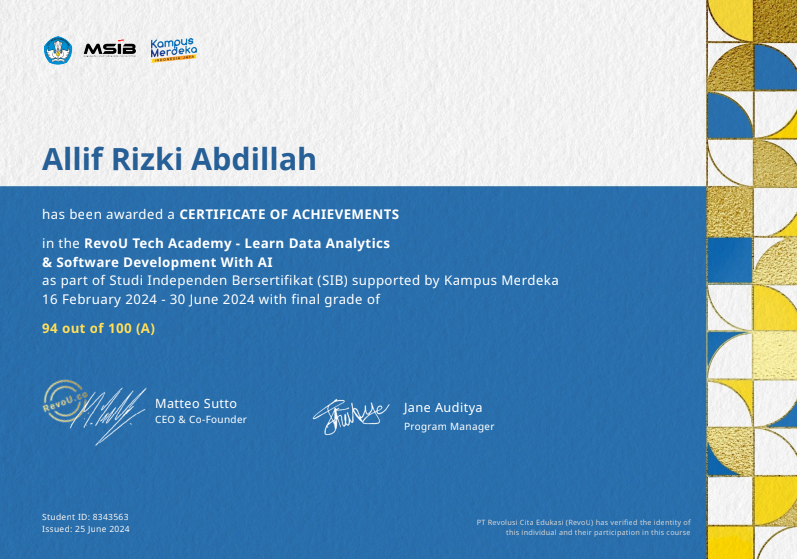 MSIB
Kampus
Merdeka
INDONESIA JAYA
Allif Rizki Abdillah
has been awarded a CERTIFICATE OF ACHIEVEMENTS
in the RevoU Tech Academy - Learn Data Analytics
& Software Development With AI
as part of Studi Independen Bersertifikat (SIB) supported by Kampus Merdeka
16 February 2024 - 30 June 2024 with final grade of
94 out of 100 (A)
RevoU.co
Matteo Sutto
CEO & Co-Founder
Jane Auditya
Program Manager
Student ID: 8343563
Issued: 25 June 2024
PT Revolusi Cita Edukasi (RevoU) has verified the identity of
this individual and their participation in this course